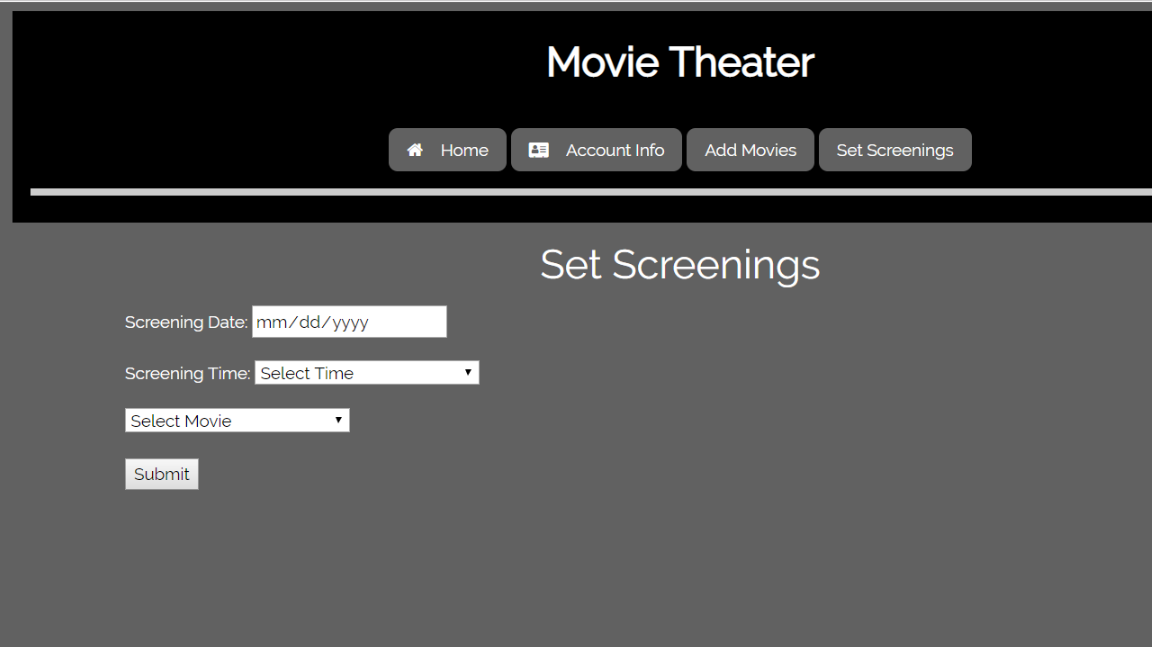 Movie Theater
Home Account Info Add Movies Set Screenings
Set Screenings
Screening Date: mm/dd/yyyy
Screening Time: Select Time
Select Movie
Submit